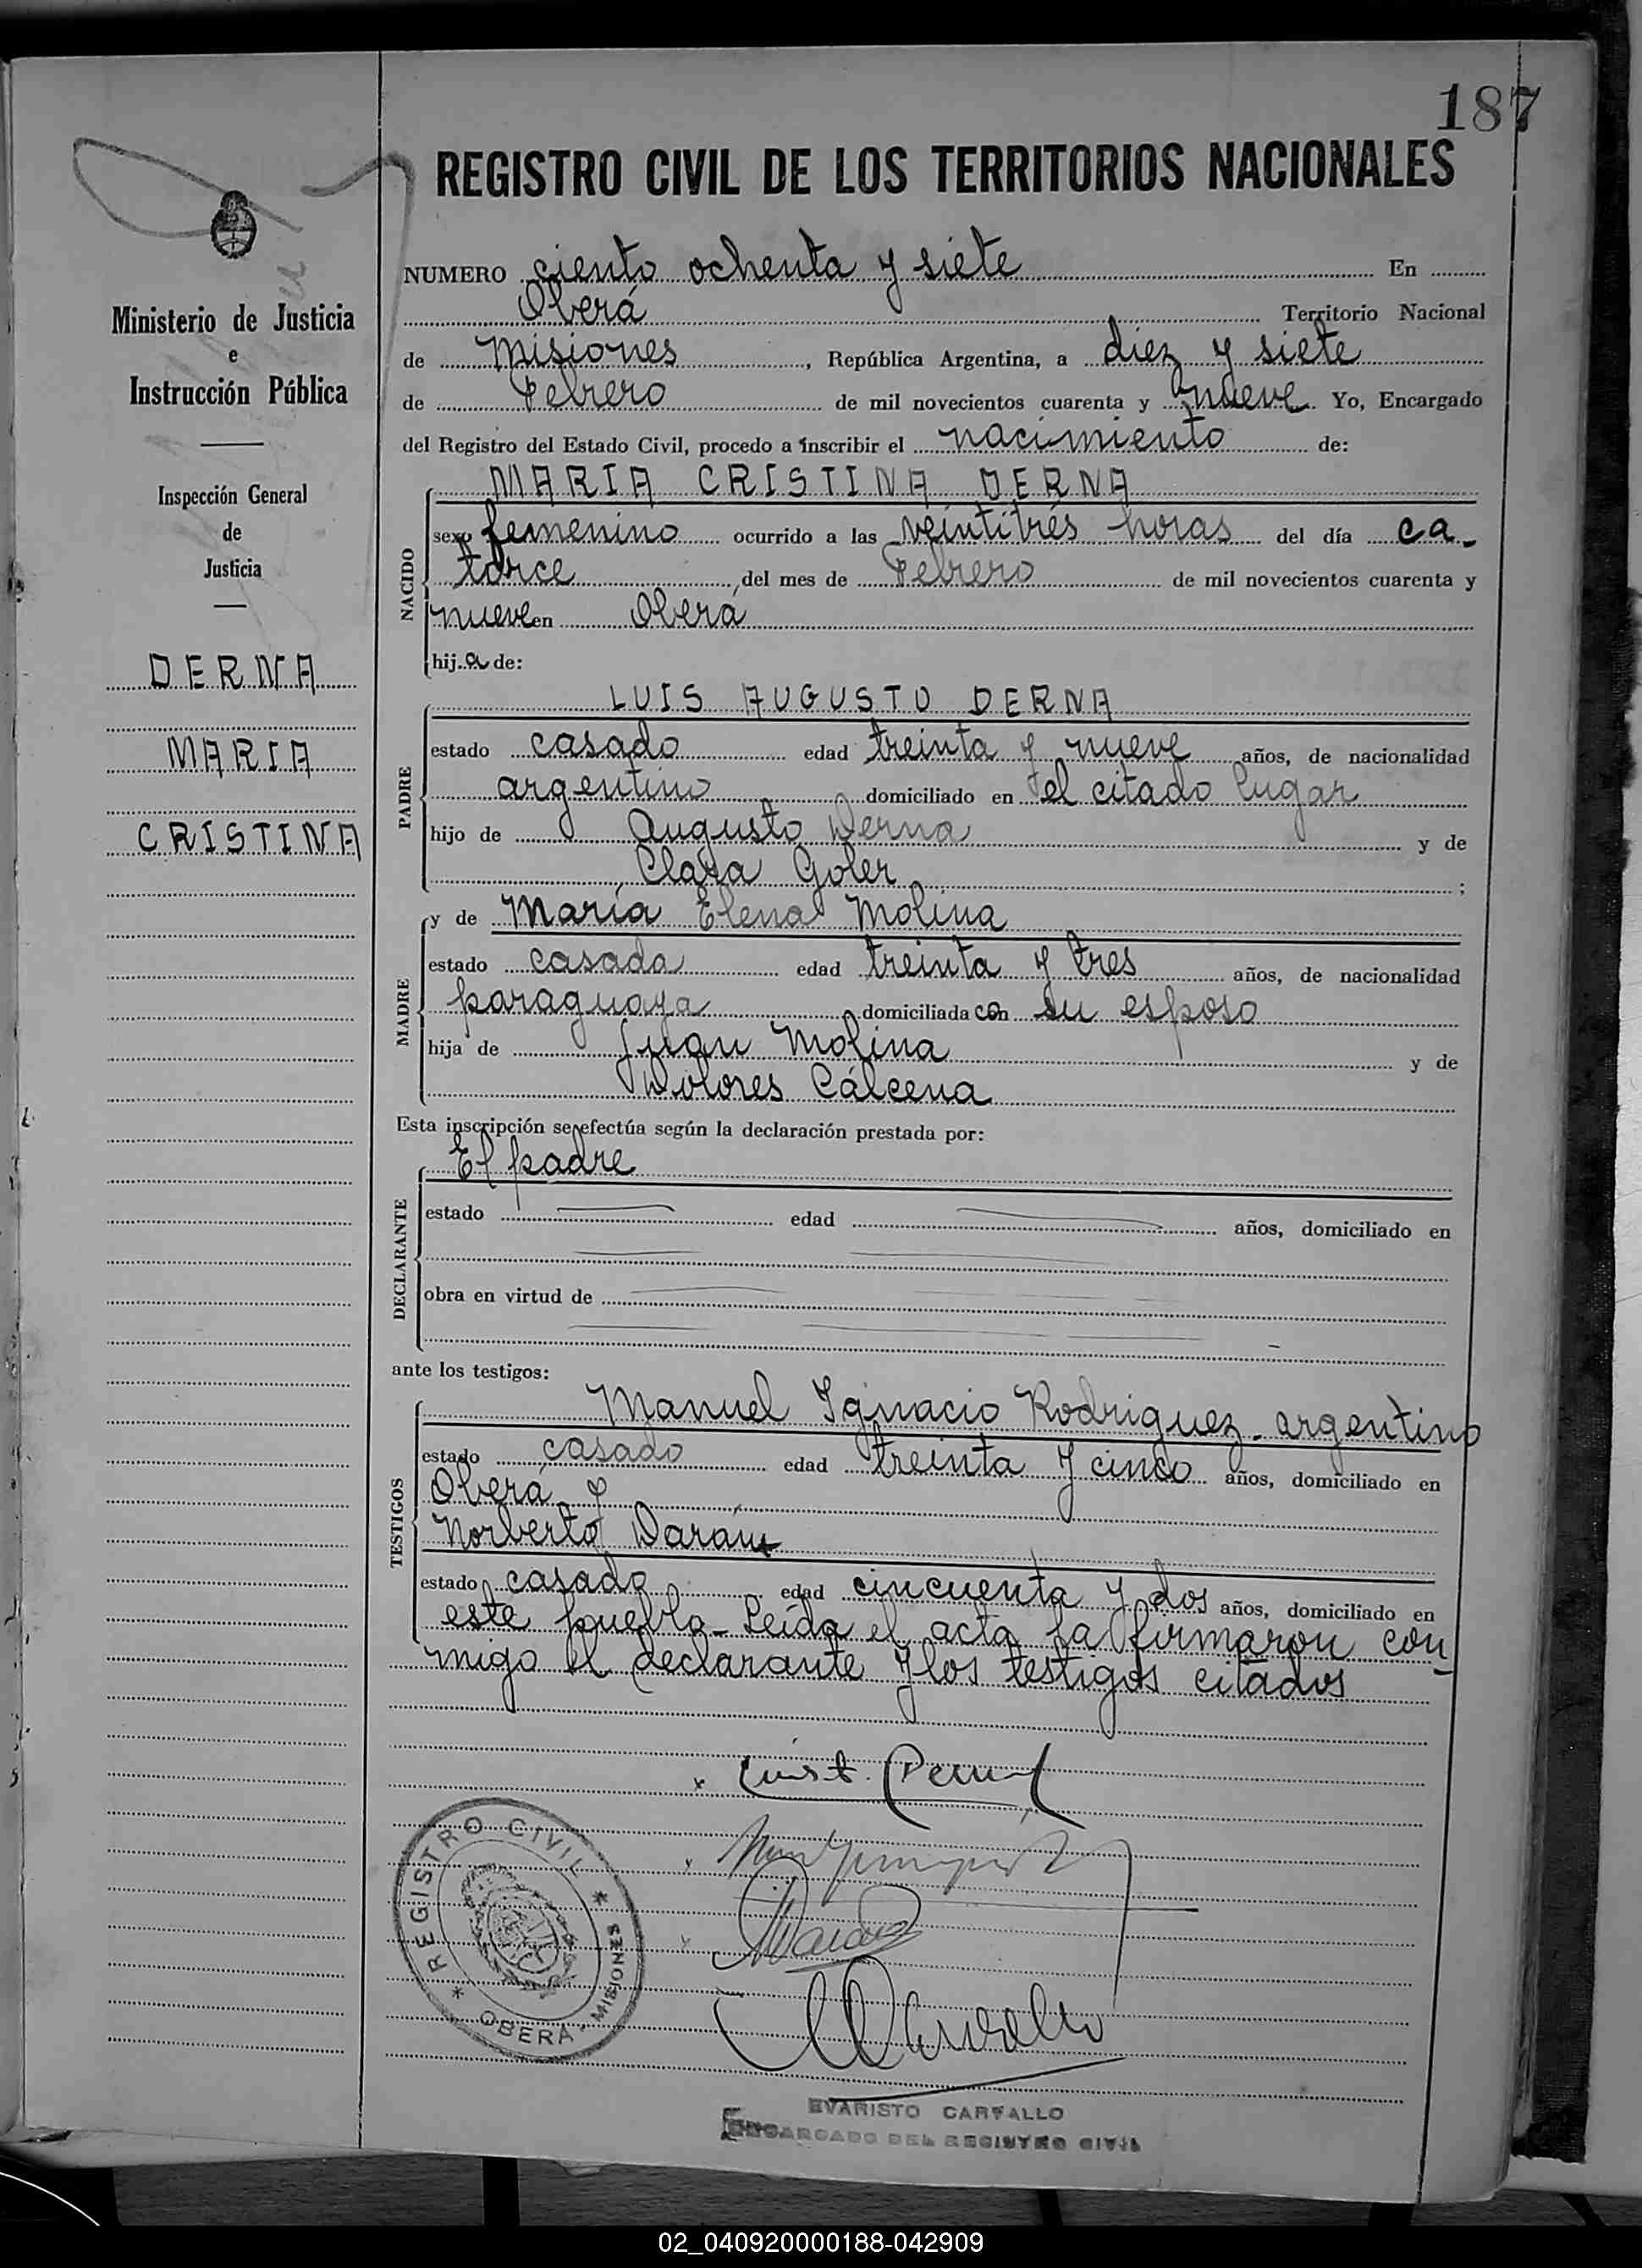 187
REGISTRO CIVIL DE LOS TERRITORIOS NACIONALES
Ministerio de Justicia
e
Instrucción Pública
Inspección General
de
Justicia
DERNA
MARIA
CRISTINA
NUMERO ciento ochenta y siete En
Oberá Territorio Nacional
de Misiones, República Argentina, a diez y siete
de Febrero de mil novecientos cuarenta y nueve Yo, Encargado
del Registro del Estado Civil, procedo a inscribir el nacimiento de:
NACIDO
MARIA CRISTINA DERNA
sexo femenino ocurrido a las veintitrés horas del día ca-
torce del mes de Febrero de mil novecientos cuarenta y
nueve en Oberá
hija de:
PADRE
LUIS AUGUSTO DERNA
estado casado edad treinta y nueve años, de nacionalidad
argentino domiciliado en el citado lugar
hijo de Augusto Derna y de
Clara Goler;
MADRE
y de María Elena Molina
estado casada edad treinta y tres años, de nacionalidad
paraguaya domiciliada con su esposo
hija de Juan Molina y de
Dolores Cálcena
Esta inscripción se efectúa según la declaración prestada por:
DECLARANTE
El padre
estado edad años, domiciliado en
obra en virtud de
ante los testigos:
TESTIGOS
Manuel Ignacio Rodriguez. argentino
estado casado edad treinta y cinco años, domiciliado en
Oberá y
Norberto
estado casado edad cincuenta y dos años, domiciliado en
este pueblo - Leída el acta la firmaron con
migo el declarante y los testigos citados
REGISTRO CIVIL
* OBERA - MISIONES *
EVARISTO CARVALLO
ENCARGADO DEL REGISTRO CIVIL
02_040920000188-042909